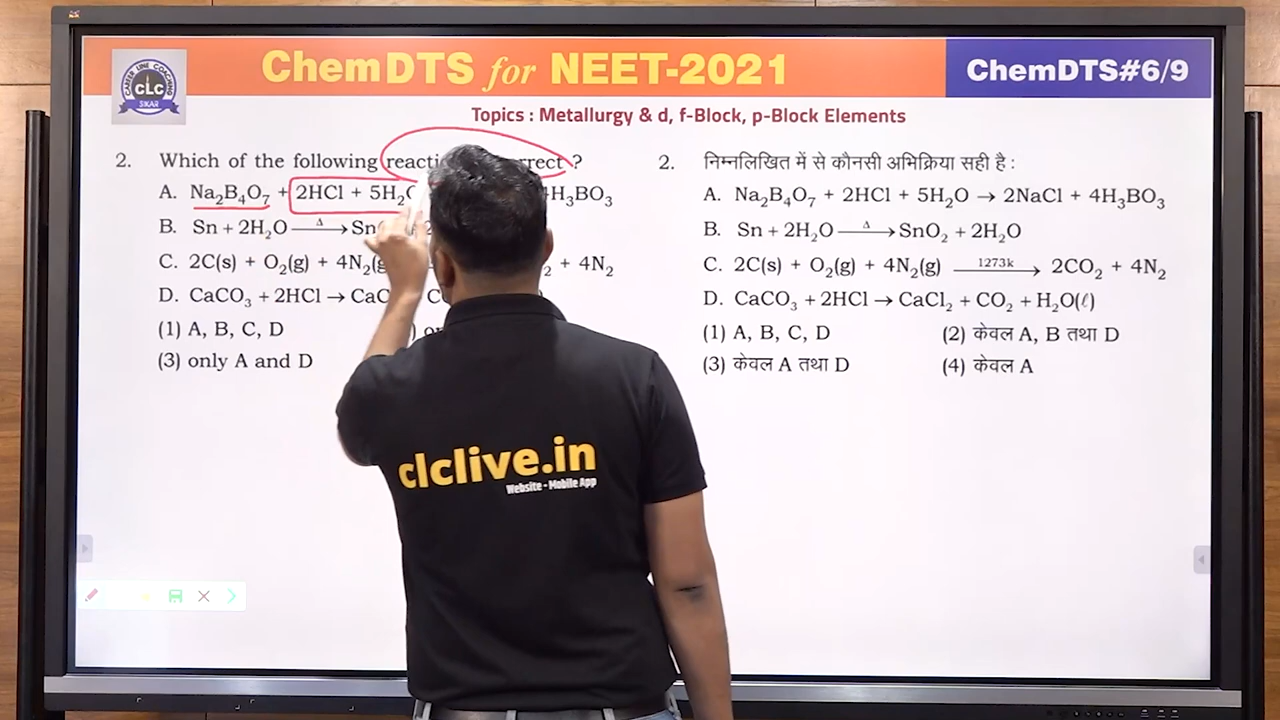 ChemDTS for NEET-2021
ChemDTS#6/9
CAREER LINE COACHING
CLC
SIKAR
Topics : Metallurgy & d, f-Block, p-Block Elements
2. Which of the following ?
A. Na₂B₄O₇ + 2HCl + 5H₂O H₃BO₃
B. Sn + 2H₂O —Δ→
C. 2C(s) + O₂(g) + 4N₂(g) + 4N₂
D. CaCO₃ + 2HCl →
(1) A, B, C, D
(3) only A and D
2. निम्नलिखित में से कौनसी अभिक्रिया सही है :
A. Na₂B₄O₇ + 2HCl + 5H₂O → 2NaCl + 4H₃BO₃
B. Sn + 2H₂O —Δ→ SnO₂ + 2H₂O
C. 2C(s) + O₂(g) + 4N₂(g) —1273k→ 2CO₂ + 4N₂
D. CaCO₃ + 2HCl → CaCl₂ + CO₂ + H₂O(ℓ)
(1) A, B, C, D (2) केवल A, B तथा D
(3) केवल A तथा D (4) केवल A
clclive.in
Website - Mobile App